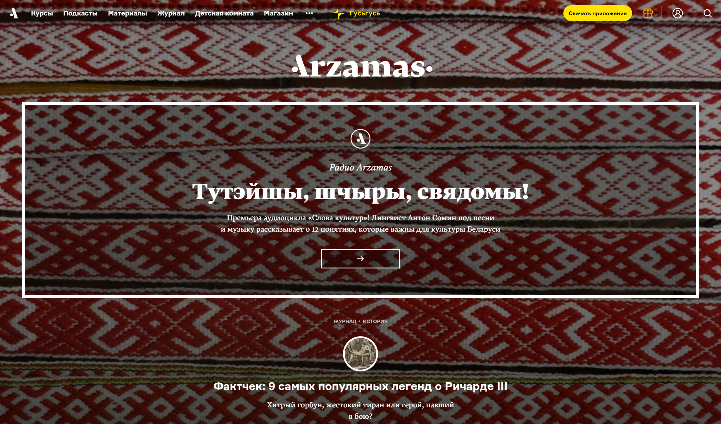 Курсы Подкасты Материалы Журнал Детская комната Магазин ••• Гусьгусь Скачать приложение
Arzamas
Радио Arzamas
Тутэйшы, шчыры, свядомы!
Премьера аудиоцикла «Слова культур»! Лингвист Антон Сомин под песни
и музыку рассказывает о 12 понятиях, которые важны для культуры Беларуси
→
ЖУРНАЛ • ИСТОРИЯ
Фактчек: 9 самых популярных легенд о Ричарде III
Хитрый горбун, жестокий тиран или герой, павший
в бою?